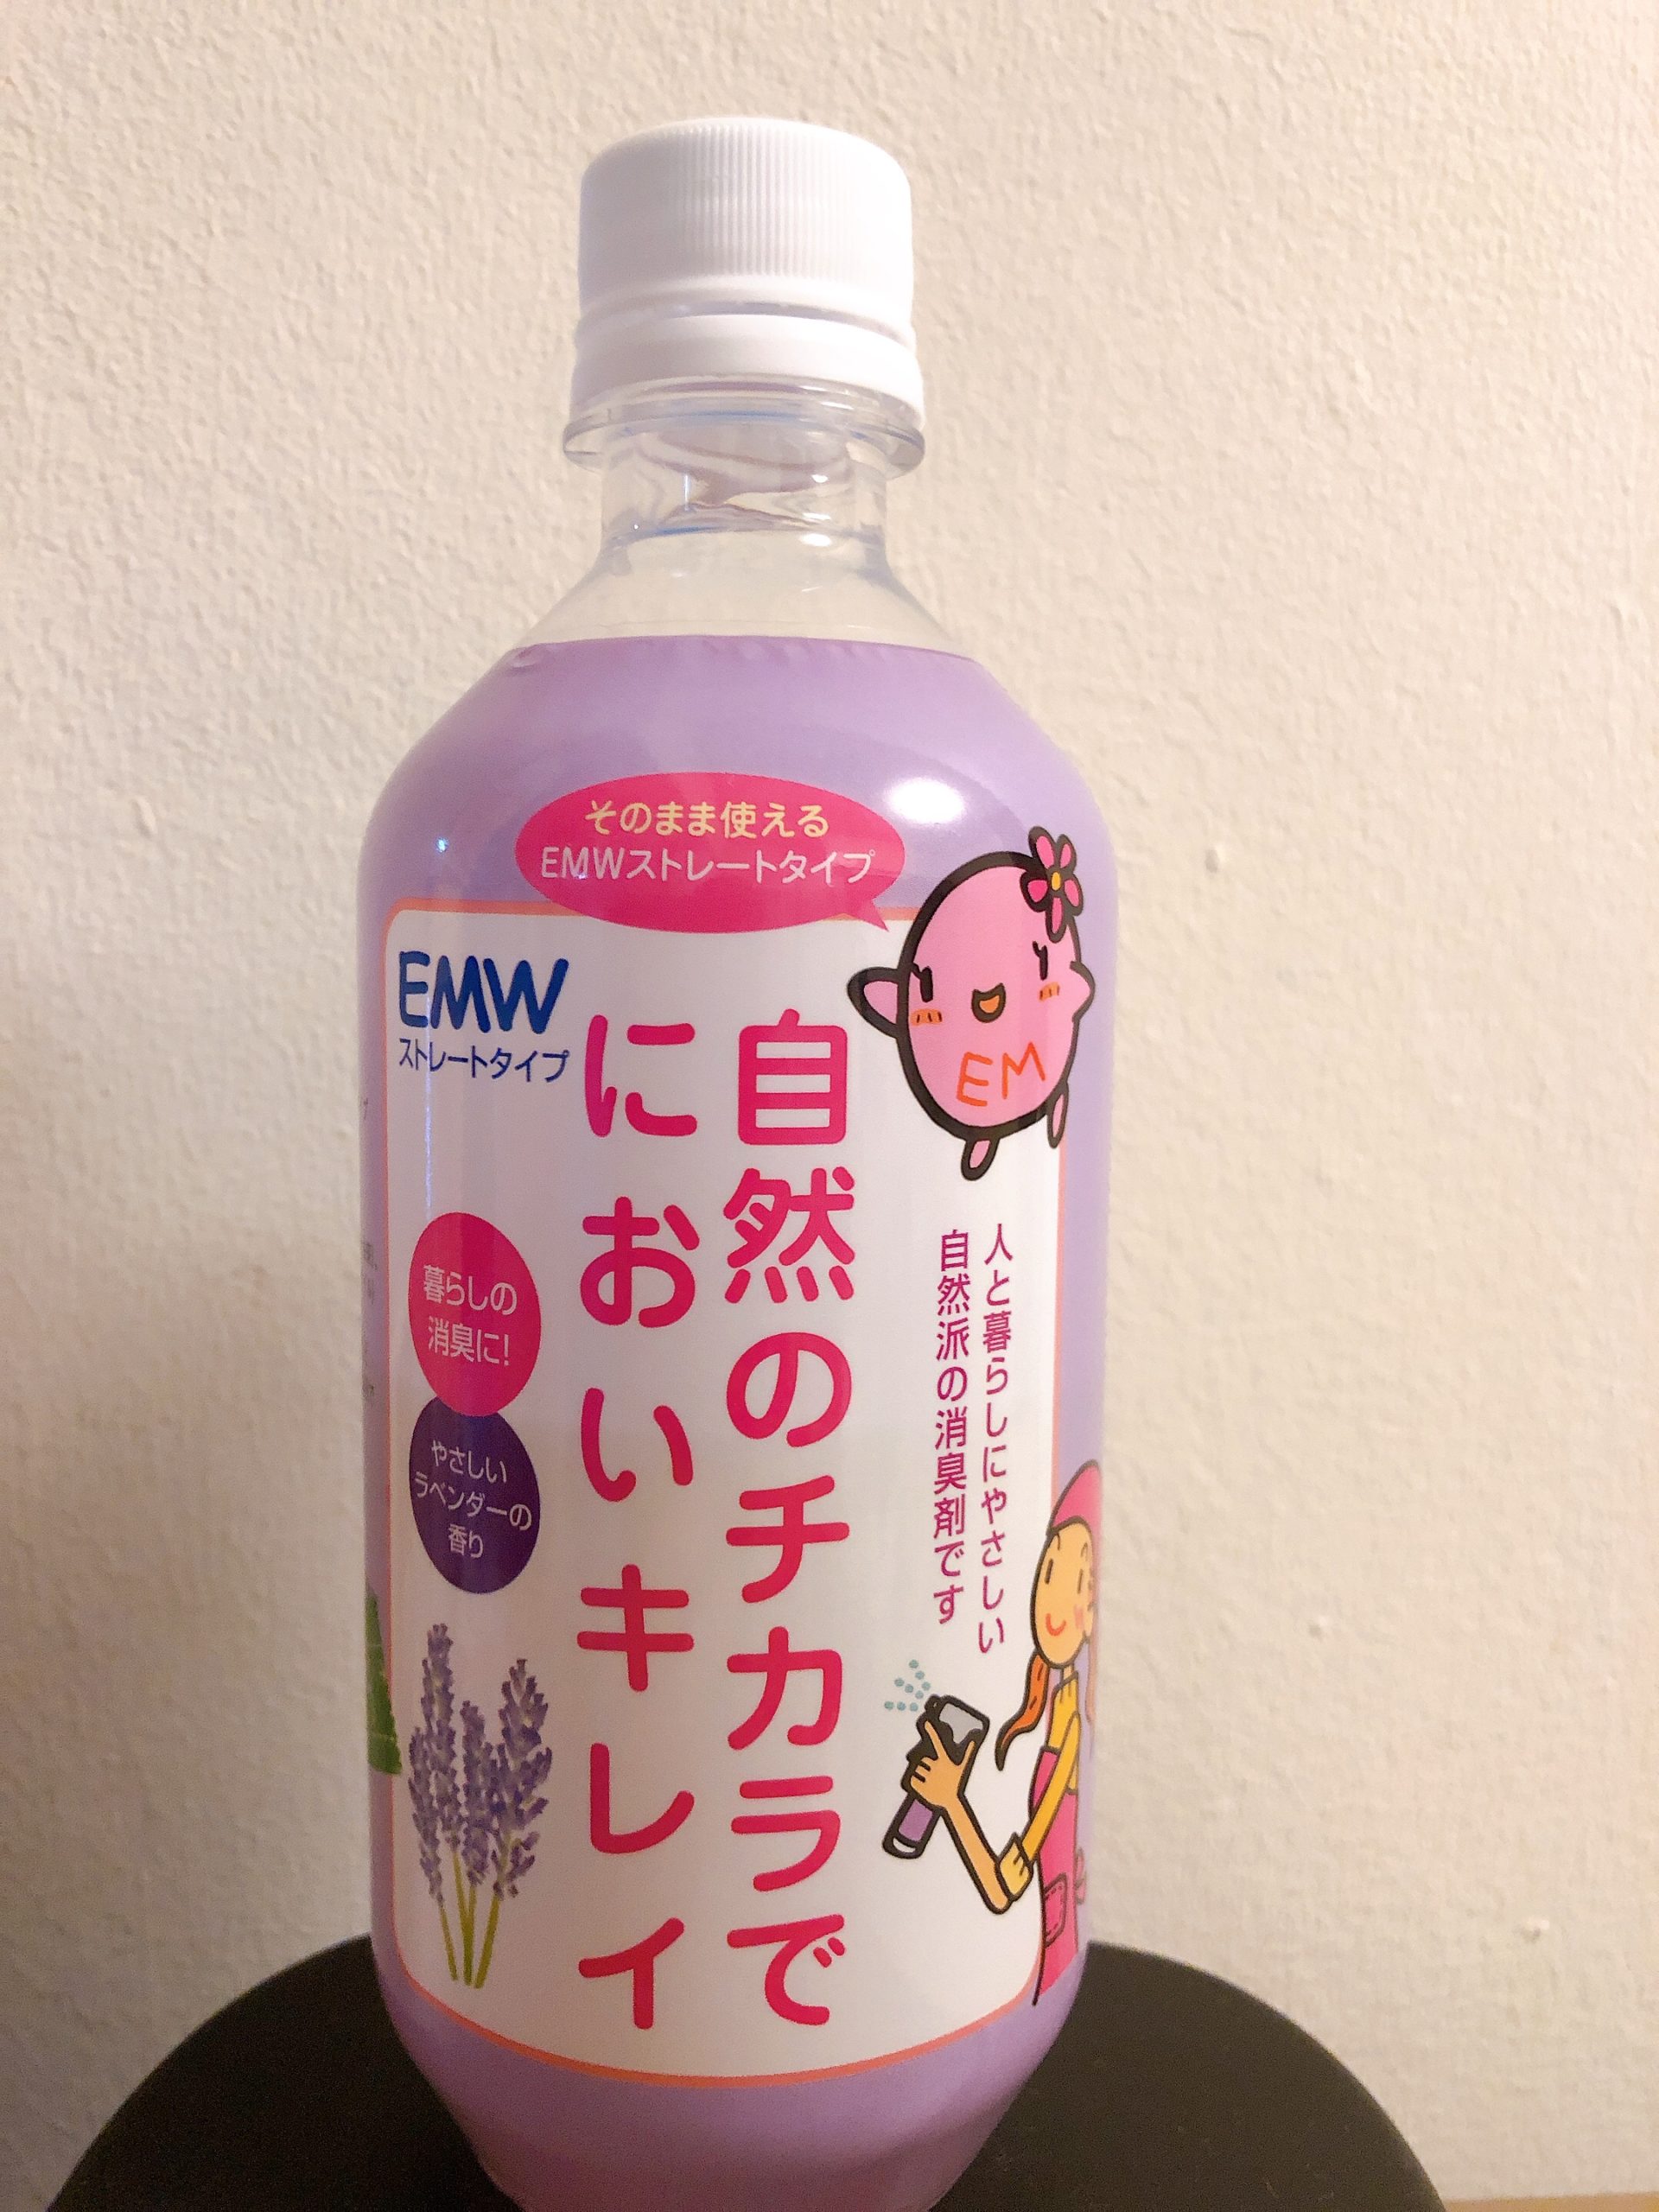 そのまま使える
EMWストレートタイプ
EMW
ストレートタイプ
EM
自然のチカラで
においキレイ
人と暮らしにやさしい
自然派の消臭剤です
暮らしの
消臭に!
やさしい
ラベンダーの
香り